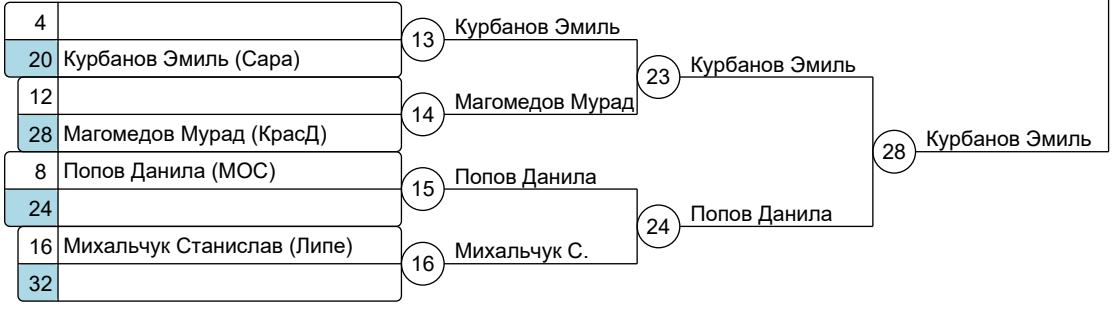 4
13
Курбанов Эмиль
20 Курбанов Эмиль (Сара)
23
Курбанов Эмиль
12
14
Магомедов Мурад
28 Магомедов Мурад (КрасД)
28
Курбанов Эмиль
8 Попов Данила (МОС)
15
Попов Данила
24
24
Попов Данила
16 Михальчук Станислав (Липе)
16
Михальчук С.
32